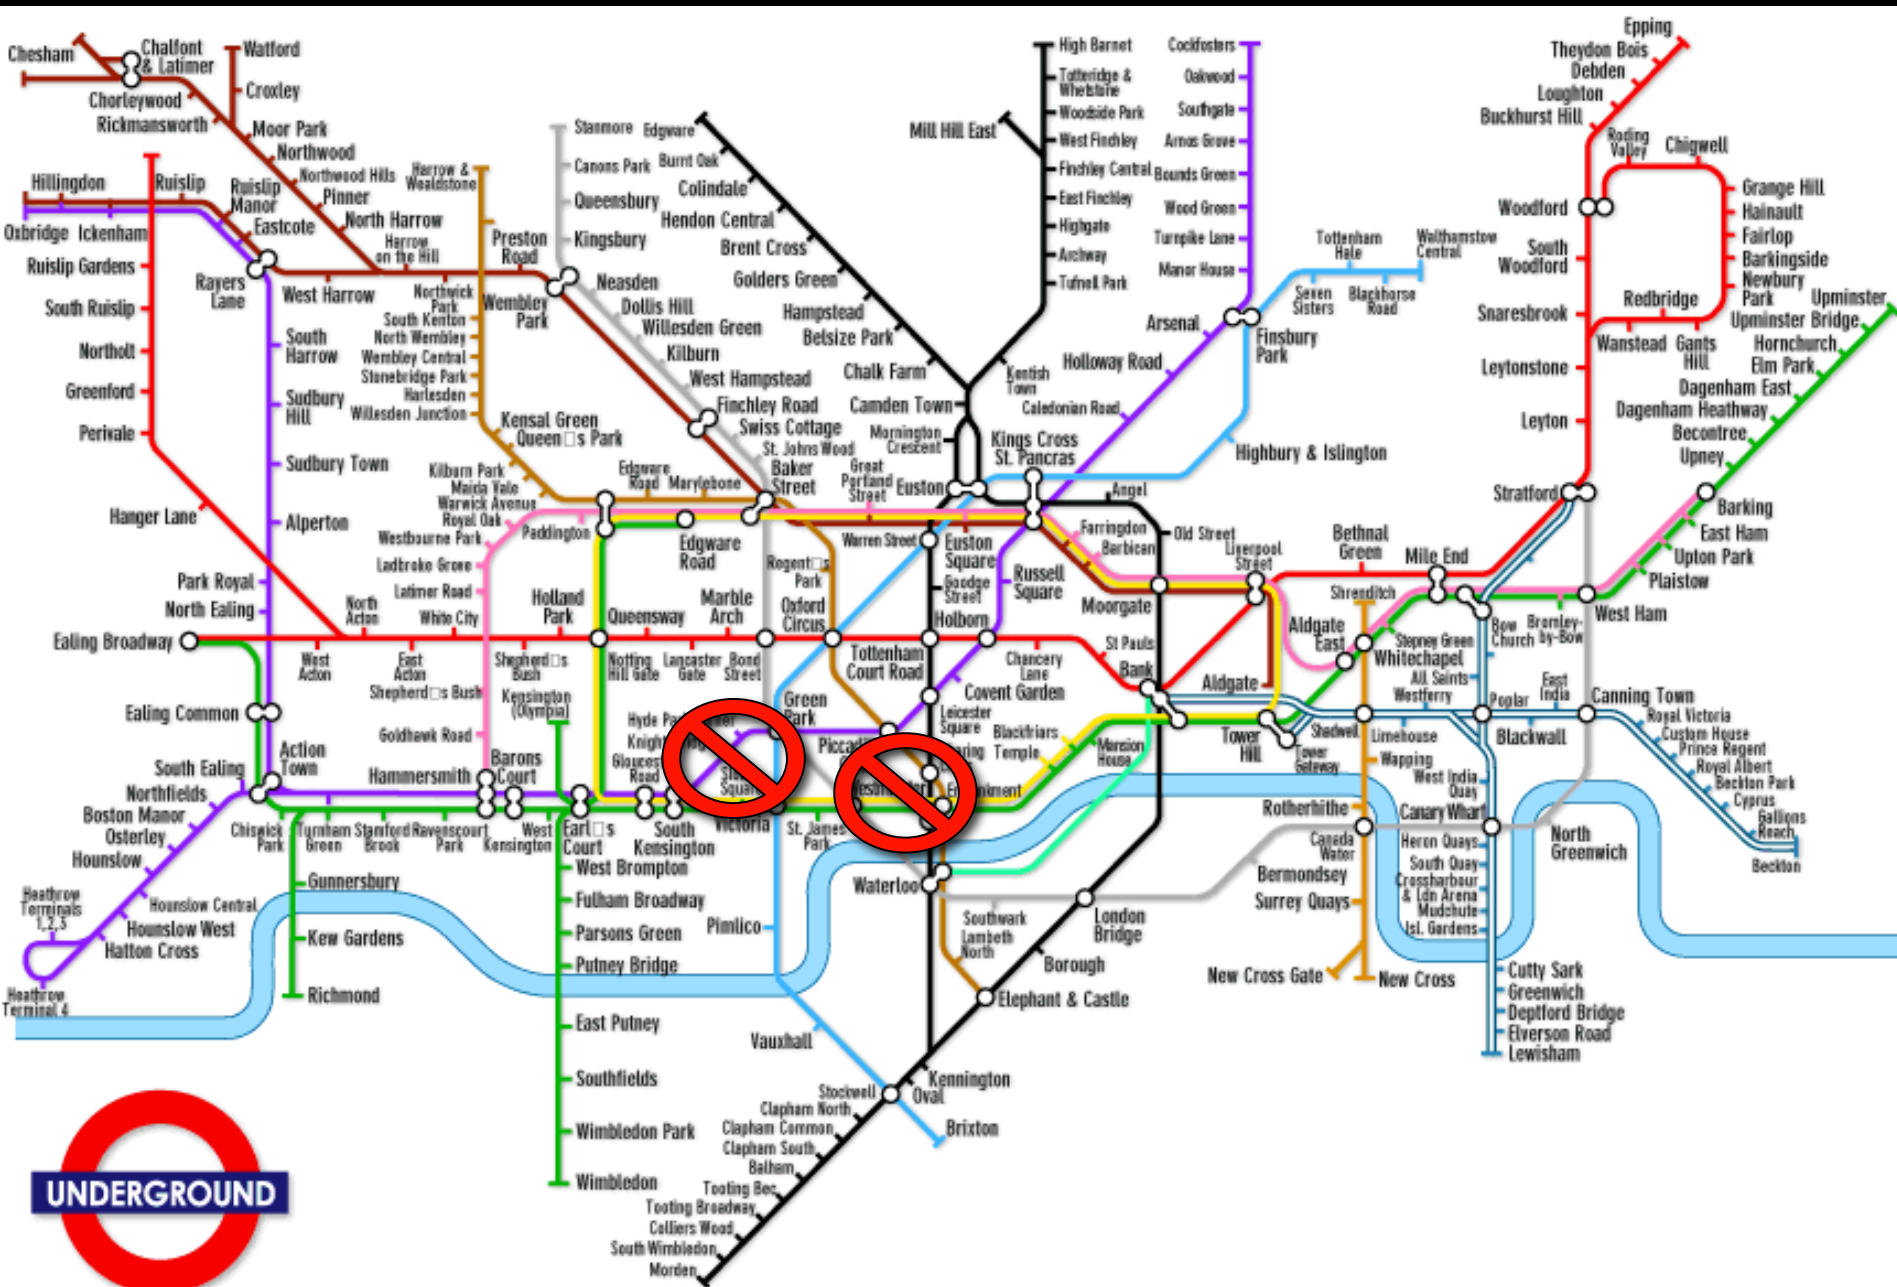 Chesham
Chalfont
& Latimer
Watford
Croxley
Chorleywood
Rickmansworth
Moor Park
Northwood
Northwood Hills
Pinner
North Harrow
Harrow
on the Hill
Hillingdon
Ruislip
Ruislip
Manor
Eastcote
Oxbridge
Ickenham
Ruislip Gardens
South Ruislip
Northolt
Greenford
Perivale
Hanger Lane
Rayers
Lane
West Harrow
South
Harrow
Sudbury
Hill
Sudbury Town
Alperton
Park Royal
North Ealing
Ealing Broadway
Ealing Common
Action
Town
South Ealing
Northfields
Boston Manor
Osterley
Hounslow
Hounslow Central
Hounslow West
Hatton Cross
Heathrow
Terminals
1,2,3
Heathrow
Terminal 4
Harrow &
Wealdstone
Preston
Road
Northwick
Park
South Kenton
North Wembley
Wembley Central
Stonebridge Park
Harlesden
Willesden Junction
Wembley
Park
Kensal Green
Queen□s Park
Kilburn Park
Maida Vale
Warwick Avenue
Royal Oak
Westbourne Park
Ladbroke Grove
Latimer Road
White City
Paddington
Edgware
Road
Marylebone
Stanmore
Canons Park
Queensbury
Kingsbury
Neasden
Dollis Hill
Willesden Green
Kilburn
West Hampstead
Finchley Road
Swiss Cottage
St. Johns Wood
Baker
Street
Edgware
Burnt Oak
Colindale
Hendon Central
Brent Cross
Golders Green
Hampstead
Belsize Park
Chalk Farm
Camden Town
Mornington
Crescent
Great
Portland
Street
Euston
Mill Hill East
High Barnet
Totteridge &
Whetstone
Woodside Park
West Finchley
Finchley Central
East Finchley
Highgate
Archway
Tufnell Park
Kentish
Town
Cockfosters
Oakwood
Southgate
Arnos Grove
Bounds Green
Wood Green
Turnpike Lane
Manor House
Arsenal
Holloway Road
Caledonian Road
Kings Cross
St. Pancras
Finsbury
Park
Tottenham
Hale
Walthamstow
Central
Seven
Sisters
Blackhorse
Road
Highbury & Islington
Angel
Old Street
Farringdon
Barbican
Liverpool
Street
Moorgate
Warren Street
Euston
Square
Goodge
Street
Russell
Square
Regent□s
Park
Edgware
Road
Oxford
Circus
Holborn
Marble
Arch
Queensway
Holland
Park
North
Acton
West
Acton
East
Acton
Shepherd□s
Bush
Shepherd□s Bush
Notting
Hill Gate
Lancaster
Gate
Bond
Street
Tottenham
Court Road
Chancery
Lane
St Pauls
Bank
Kensington
(Olympia)
Goldhawk Road
Hammersmith
Barons
Court
Green
Park
Covent Garden
Leicester
Square
Blackfriars
Temple
Mansion
House
Road
Victoria
St. James
Park
Chiswick
Park
Turnham
Green
Stamford
Brook
Ravenscourt
Park
West
Kensington
Earl□s
Court
South
Kensington
Gunnersbury
Kew Gardens
Richmond
West Brompton
Fulham Broadway
Parsons Green
Putney Bridge
East Putney
Southfields
Wimbledon Park
Wimbledon
Pimlico
Vauxhall
Stockwell
Brixton
Waterloo
Southwark
Lambeth
North
London
Bridge
Borough
Elephant & Castle
Kennington
Oval
Clapham North
Clapham Common
Clapham South
Balham
Tooting Bec
Tooting Broadway
Colliers Wood
South Wimbledon
Morden
Epping
Theydon Bois
Debden
Loughton
Buckhurst Hill
Roding
Valley
Chigwell
Grange Hill
Hainault
Fairlop
Barkingside
Newbury
Park
Woodford
South
Woodford
Snaresbrook
Redbridge
Wanstead
Gants
Hill
Leytonstone
Leyton
Stratford
Upminster
Upminster Bridge
Hornchurch
Elm Park
Dagenham East
Dagenham Heathway
Becontree
Upney
Barking
East Ham
Upton Park
Plaistow
West Ham
Bethnal
Green
Mile End
Shreditch
Aldgate
East
Stepney Green
Whitechapel
Bow
Church
Bromley-
by-Bow
Aldgate
All Saints
Westferry
Poplar
East
India
Canning Town
Royal Victoria
Custom House
Prince Regent
Royal Albert
Beckton Park
Cyprus
Gallions
Reach
Beckton
Tower
Hill
Tower
Gateway
Shadwell
Limehouse
Blackwall
Wapping
West India
Quay
Rotherhithe
Canary Wharf
Canada
Water
Heron Quays
South Quay
Crossharbour
& Ldn Arena
Mudchute
Isl. Gardens
North
Greenwich
Bermondsey
Surrey Quays
New Cross Gate
New Cross
Cutty Sark
Greenwich
Deptford Bridge
Elverson Road
Lewisham
UNDERGROUND